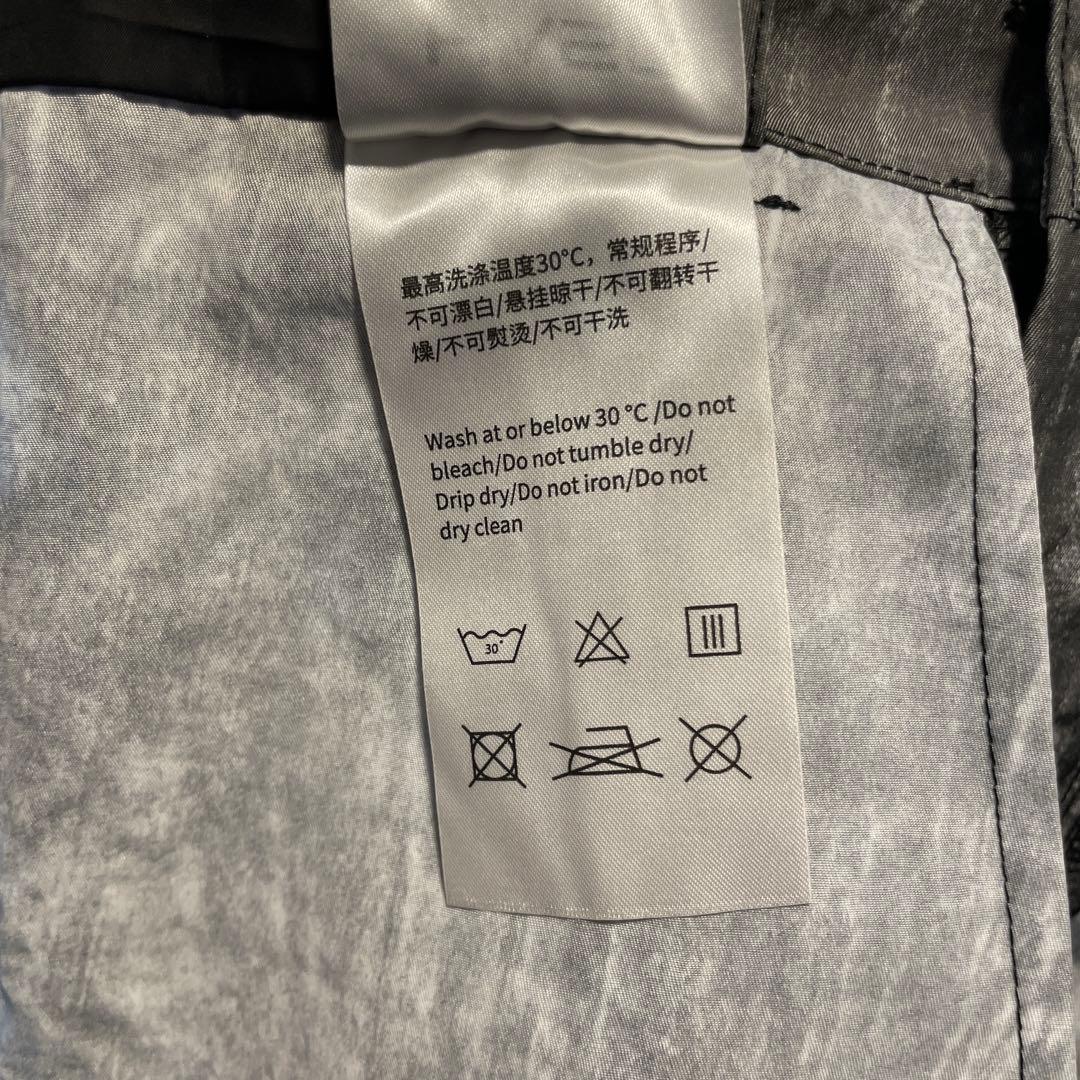 最高洗涤温度30℃，常规程序/
不可漂白/悬挂晾干/不可翻转干
燥/不可熨烫/不可干洗
Wash at or below 30 °C /Do not
bleach/Do not tumble dry/
Drip dry/Do not iron/Do not
dry clean
30°